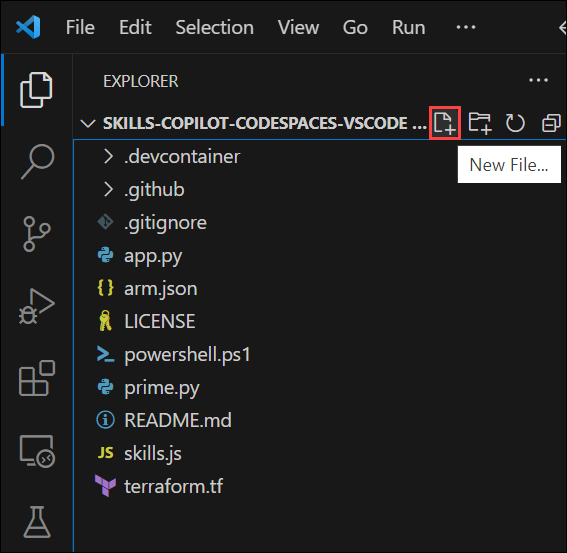 File Edit Selection View Go Run ...
EXPLORER ...
SKILLS-COPILOT-CODESPACES-VSCODE ...
New File...
.devcontainer
.github
.gitignore
app.py
{} arm.json
LICENSE
powershell.ps1
prime.py
README.md
JS skills.js
terraform.tf